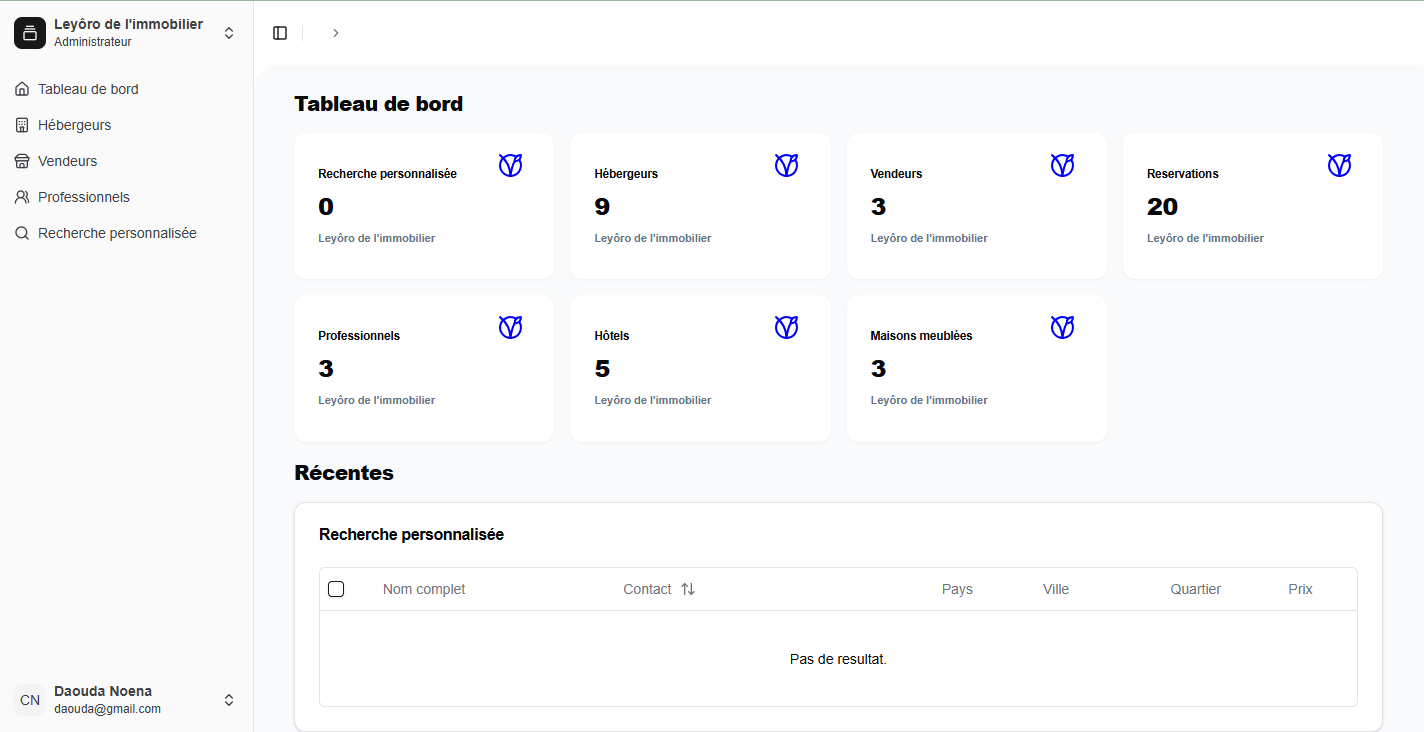 Leyôro de l'immobilier
Administrateur
Tableau de bord
Hébergeurs
Vendeurs
Professionnels
Recherche personnalisée
CN
Daouda Noena
daouda@gmail.com
Tableau de bord
Recherche personnalisée
0
Leyôro de l'immobilier
Hébergeurs
9
Leyôro de l'immobilier
Vendeurs
3
Leyôro de l'immobilier
Reservations
20
Leyôro de l'immobilier
Professionnels
3
Leyôro de l'immobilier
Hôtels
5
Leyôro de l'immobilier
Maisons meublées
3
Leyôro de l'immobilier
Récentes
Recherche personnalisée
Nom complet Contact Pays Ville Quartier Prix
Pas de resultat.